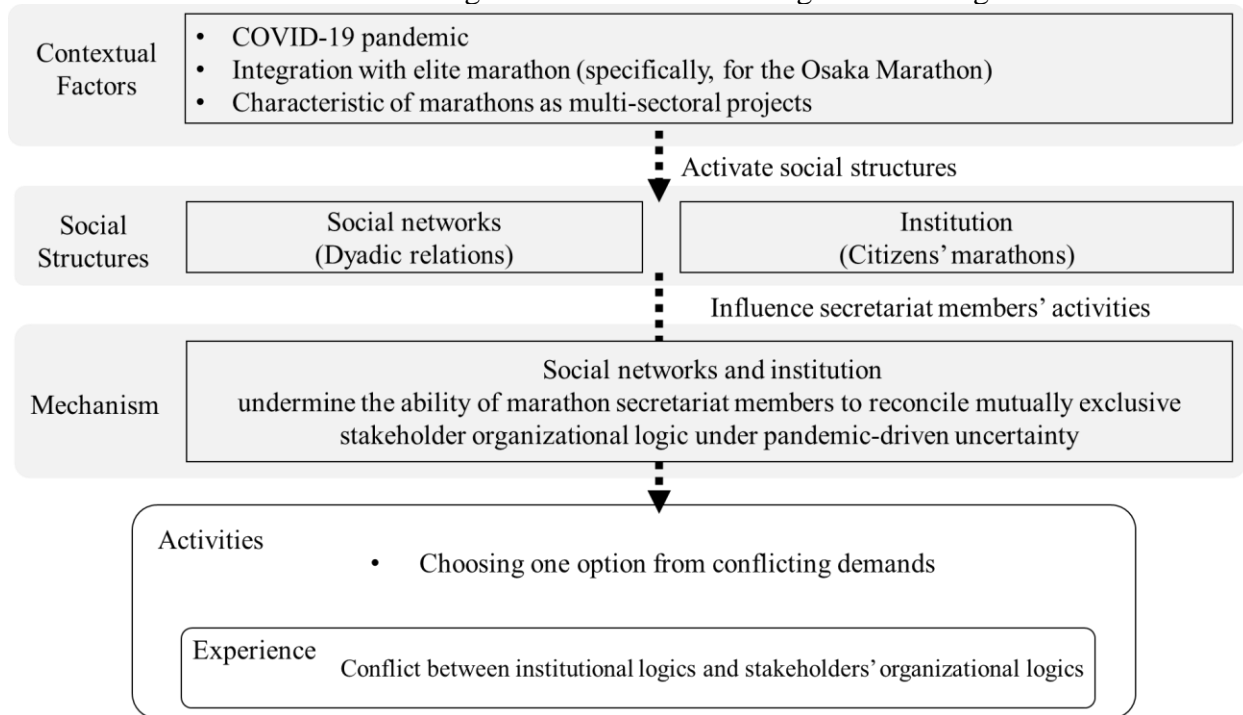 Contextual
Factors
• COVID-19 pandemic
• Integration with elite marathon (specifically, for the Osaka Marathon)
• Characteristic of marathons as multi-sectoral projects
Activate social structures
Social
Structures
Social networks
(Dyadic relations)
Institution
(Citizens' marathons)
Influence secretariat members' activities
Mechanism
Social networks and institution
undermine the ability of marathon secretariat members to reconcile mutually exclusive
stakeholder organizational logic under pandemic-driven uncertainty
Activities
• Choosing one option from conflicting demands
Experience
Conflict between institutional logics and stakeholders' organizational logics